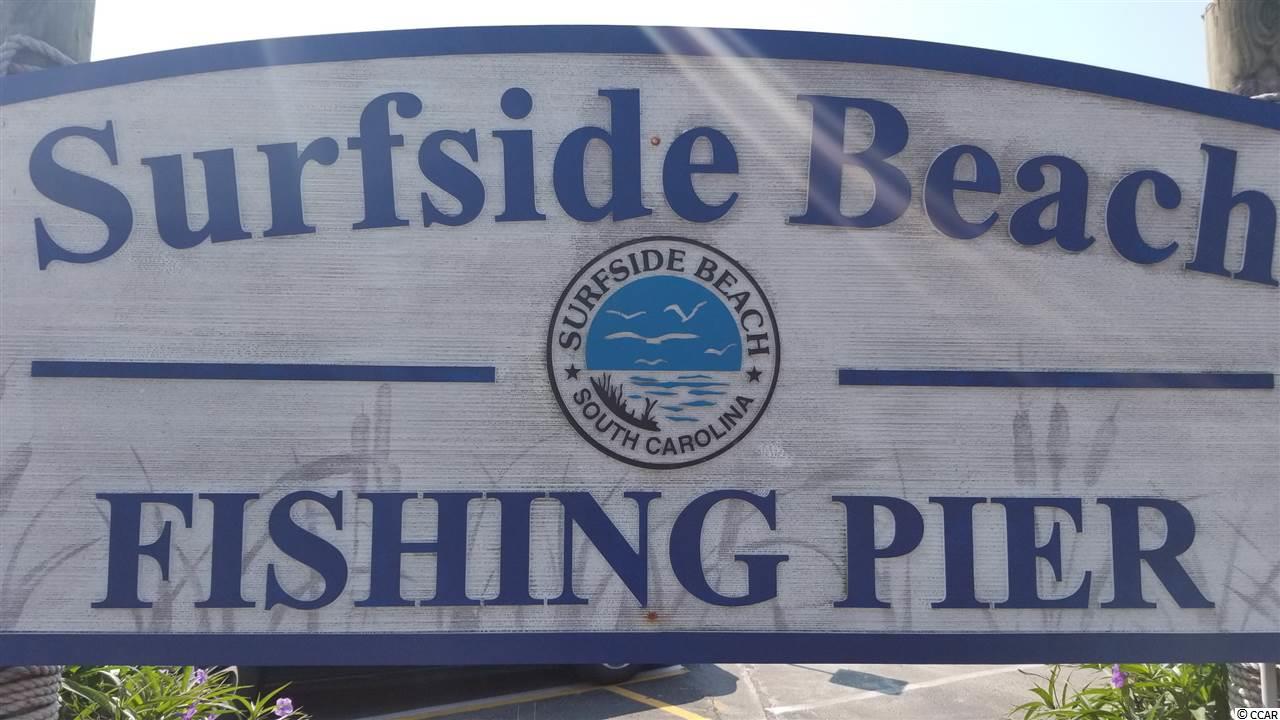 Surfside Beach
SURFSIDE BEACH
SOUTH CAROLINA
FISHING PIER
© CCAR